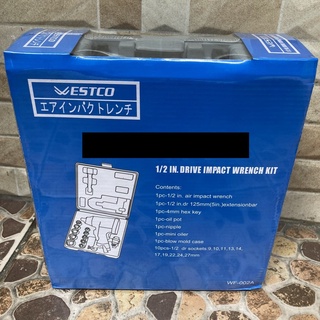 WESTCO
エアインパクトレンチ
1/2 IN. DRIVE IMPACT WRENCH KIT
Contents:
1pc-1/2 in. air impact wrench
1pc-1/2 in.dr 125mm(5in.)extensionbar
1pc-4mm hex key
1pc-oil pot
1pc-nipple
1pc-mini oiler
1pc-blow mold case
10pcs-1/2 dr sockets 9,10,11,13,14,
17,19,22,24,27mm
WF-002A